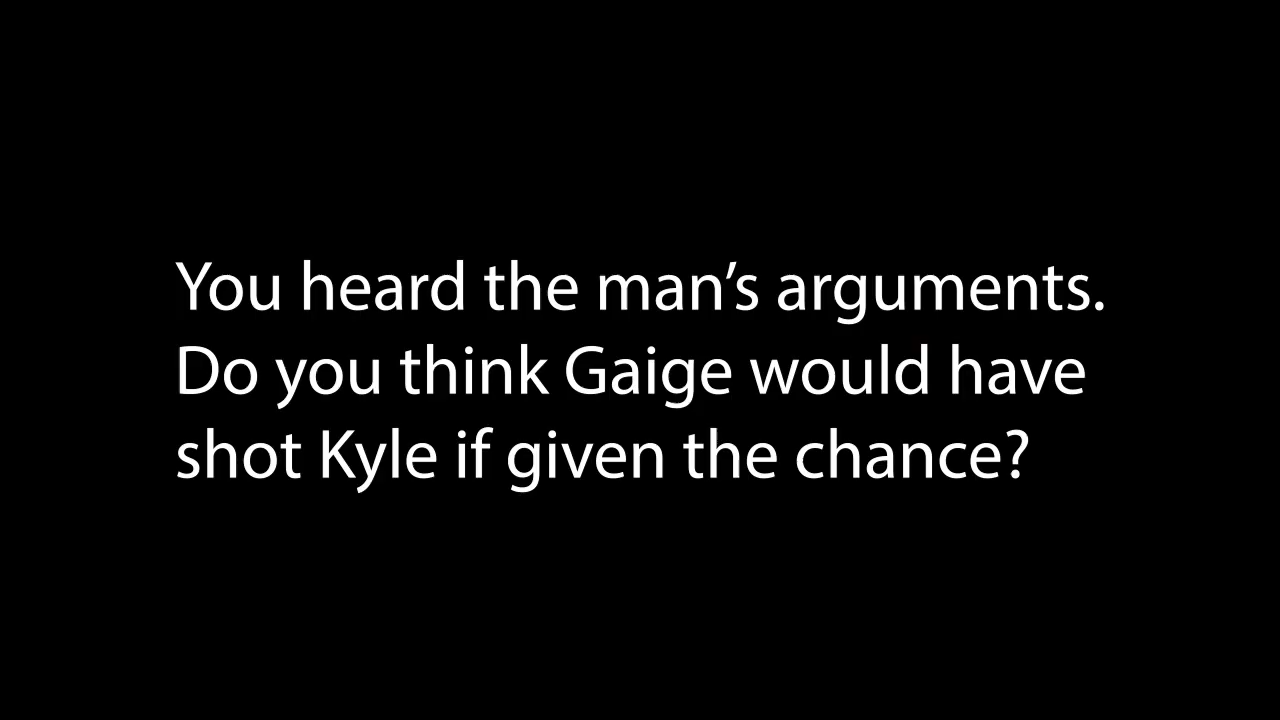 You heard the man’s arguments.
Do you think Gaige would have
shot Kyle if given the chance?